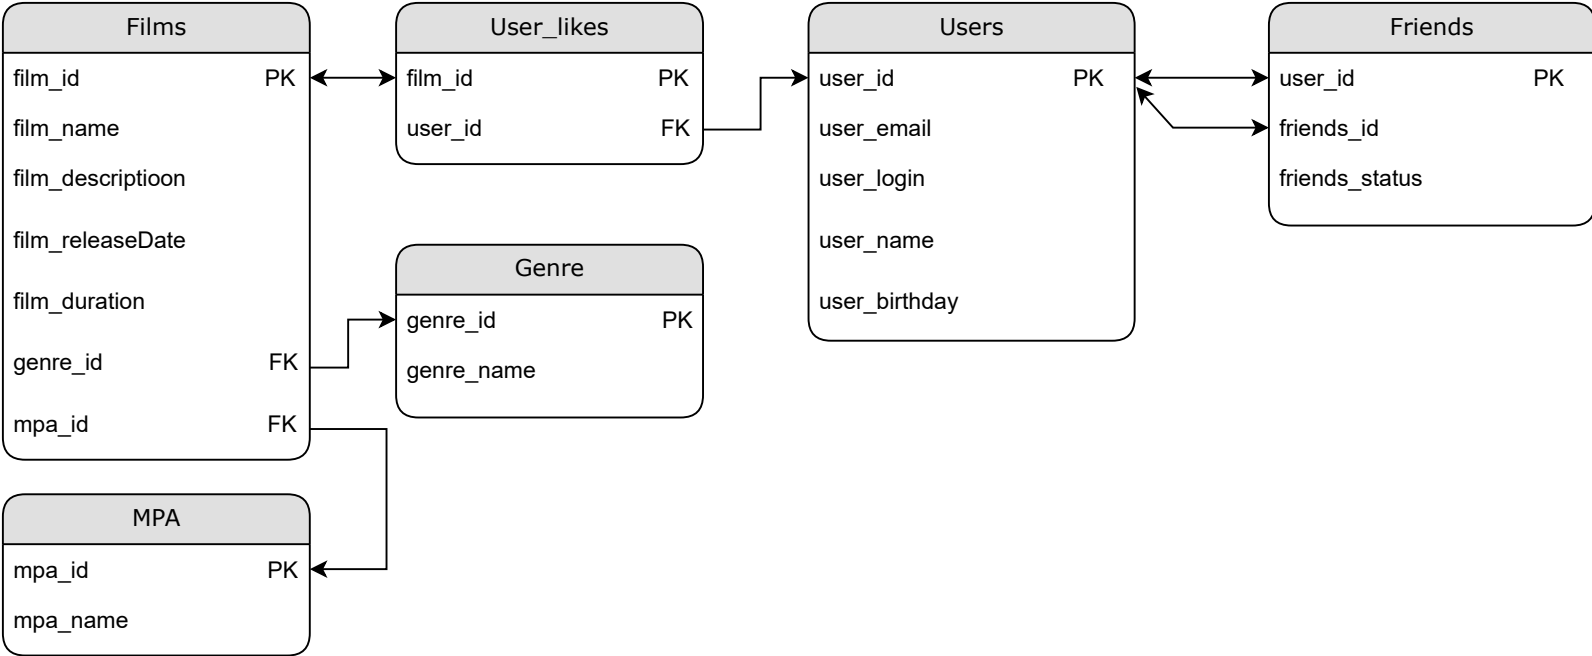 Films
film_id PK
film_name
film_descriptioon
film_releaseDate
film_duration
genre_id FK
mpa_id FK
User_likes
film_id PK
user_id FK
Genre
genre_id PK
genre_name
Users
user_id PK
user_email
user_login
user_name
user_birthday
Friends
user_id PK
friends_id
friends_status
MPA
mpa_id PK
mpa_name